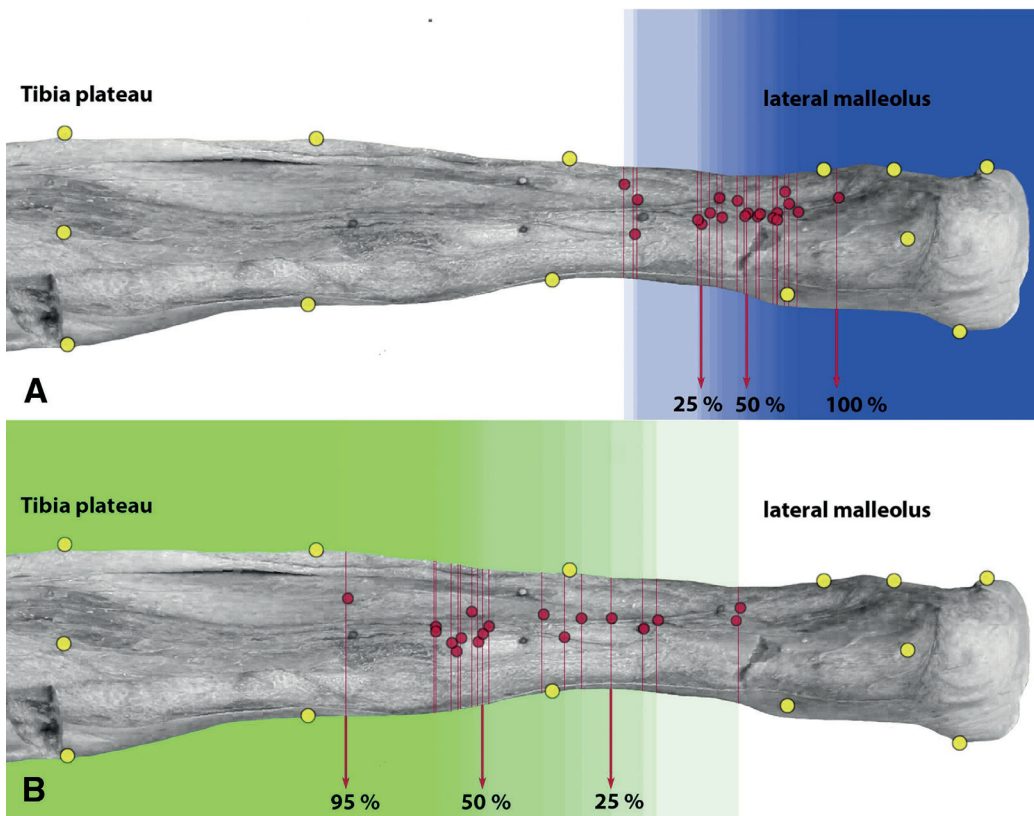 Tibia plateau
lateral malleolus
A
25 %
50 %
100 %
Tibia plateau
lateral malleolus
B
95 %
50 %
25 %